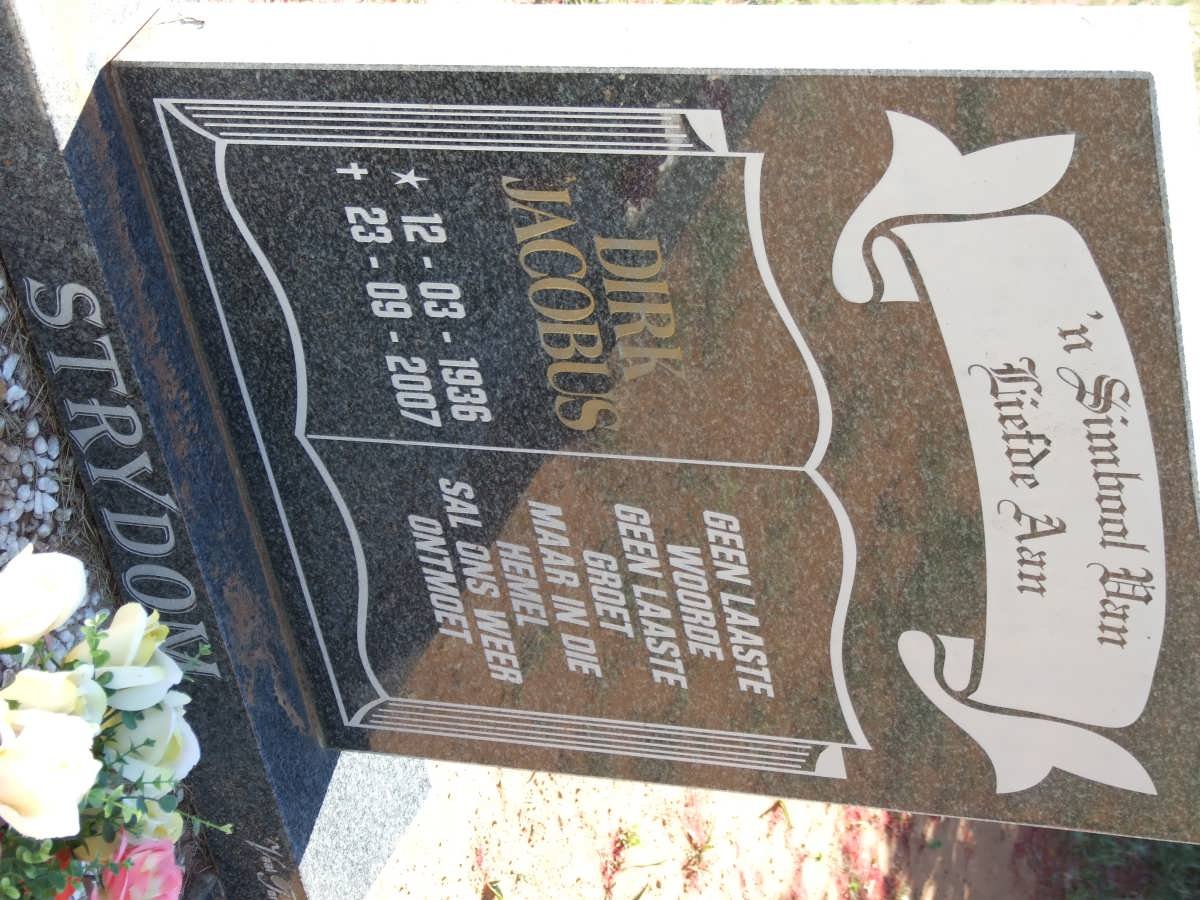 'n Simbool Van
Liefde Aan
DIRK
JACOBUS
★ 12 - 03 - 1936
✝ 23 - 09 - 2007
GEEN LAASTE
WOORDE
GEEN LAASTE
GROET
MAAR IN DIE
HEMEL
SAL ONS WEER
ONTMOET
STRYDOM